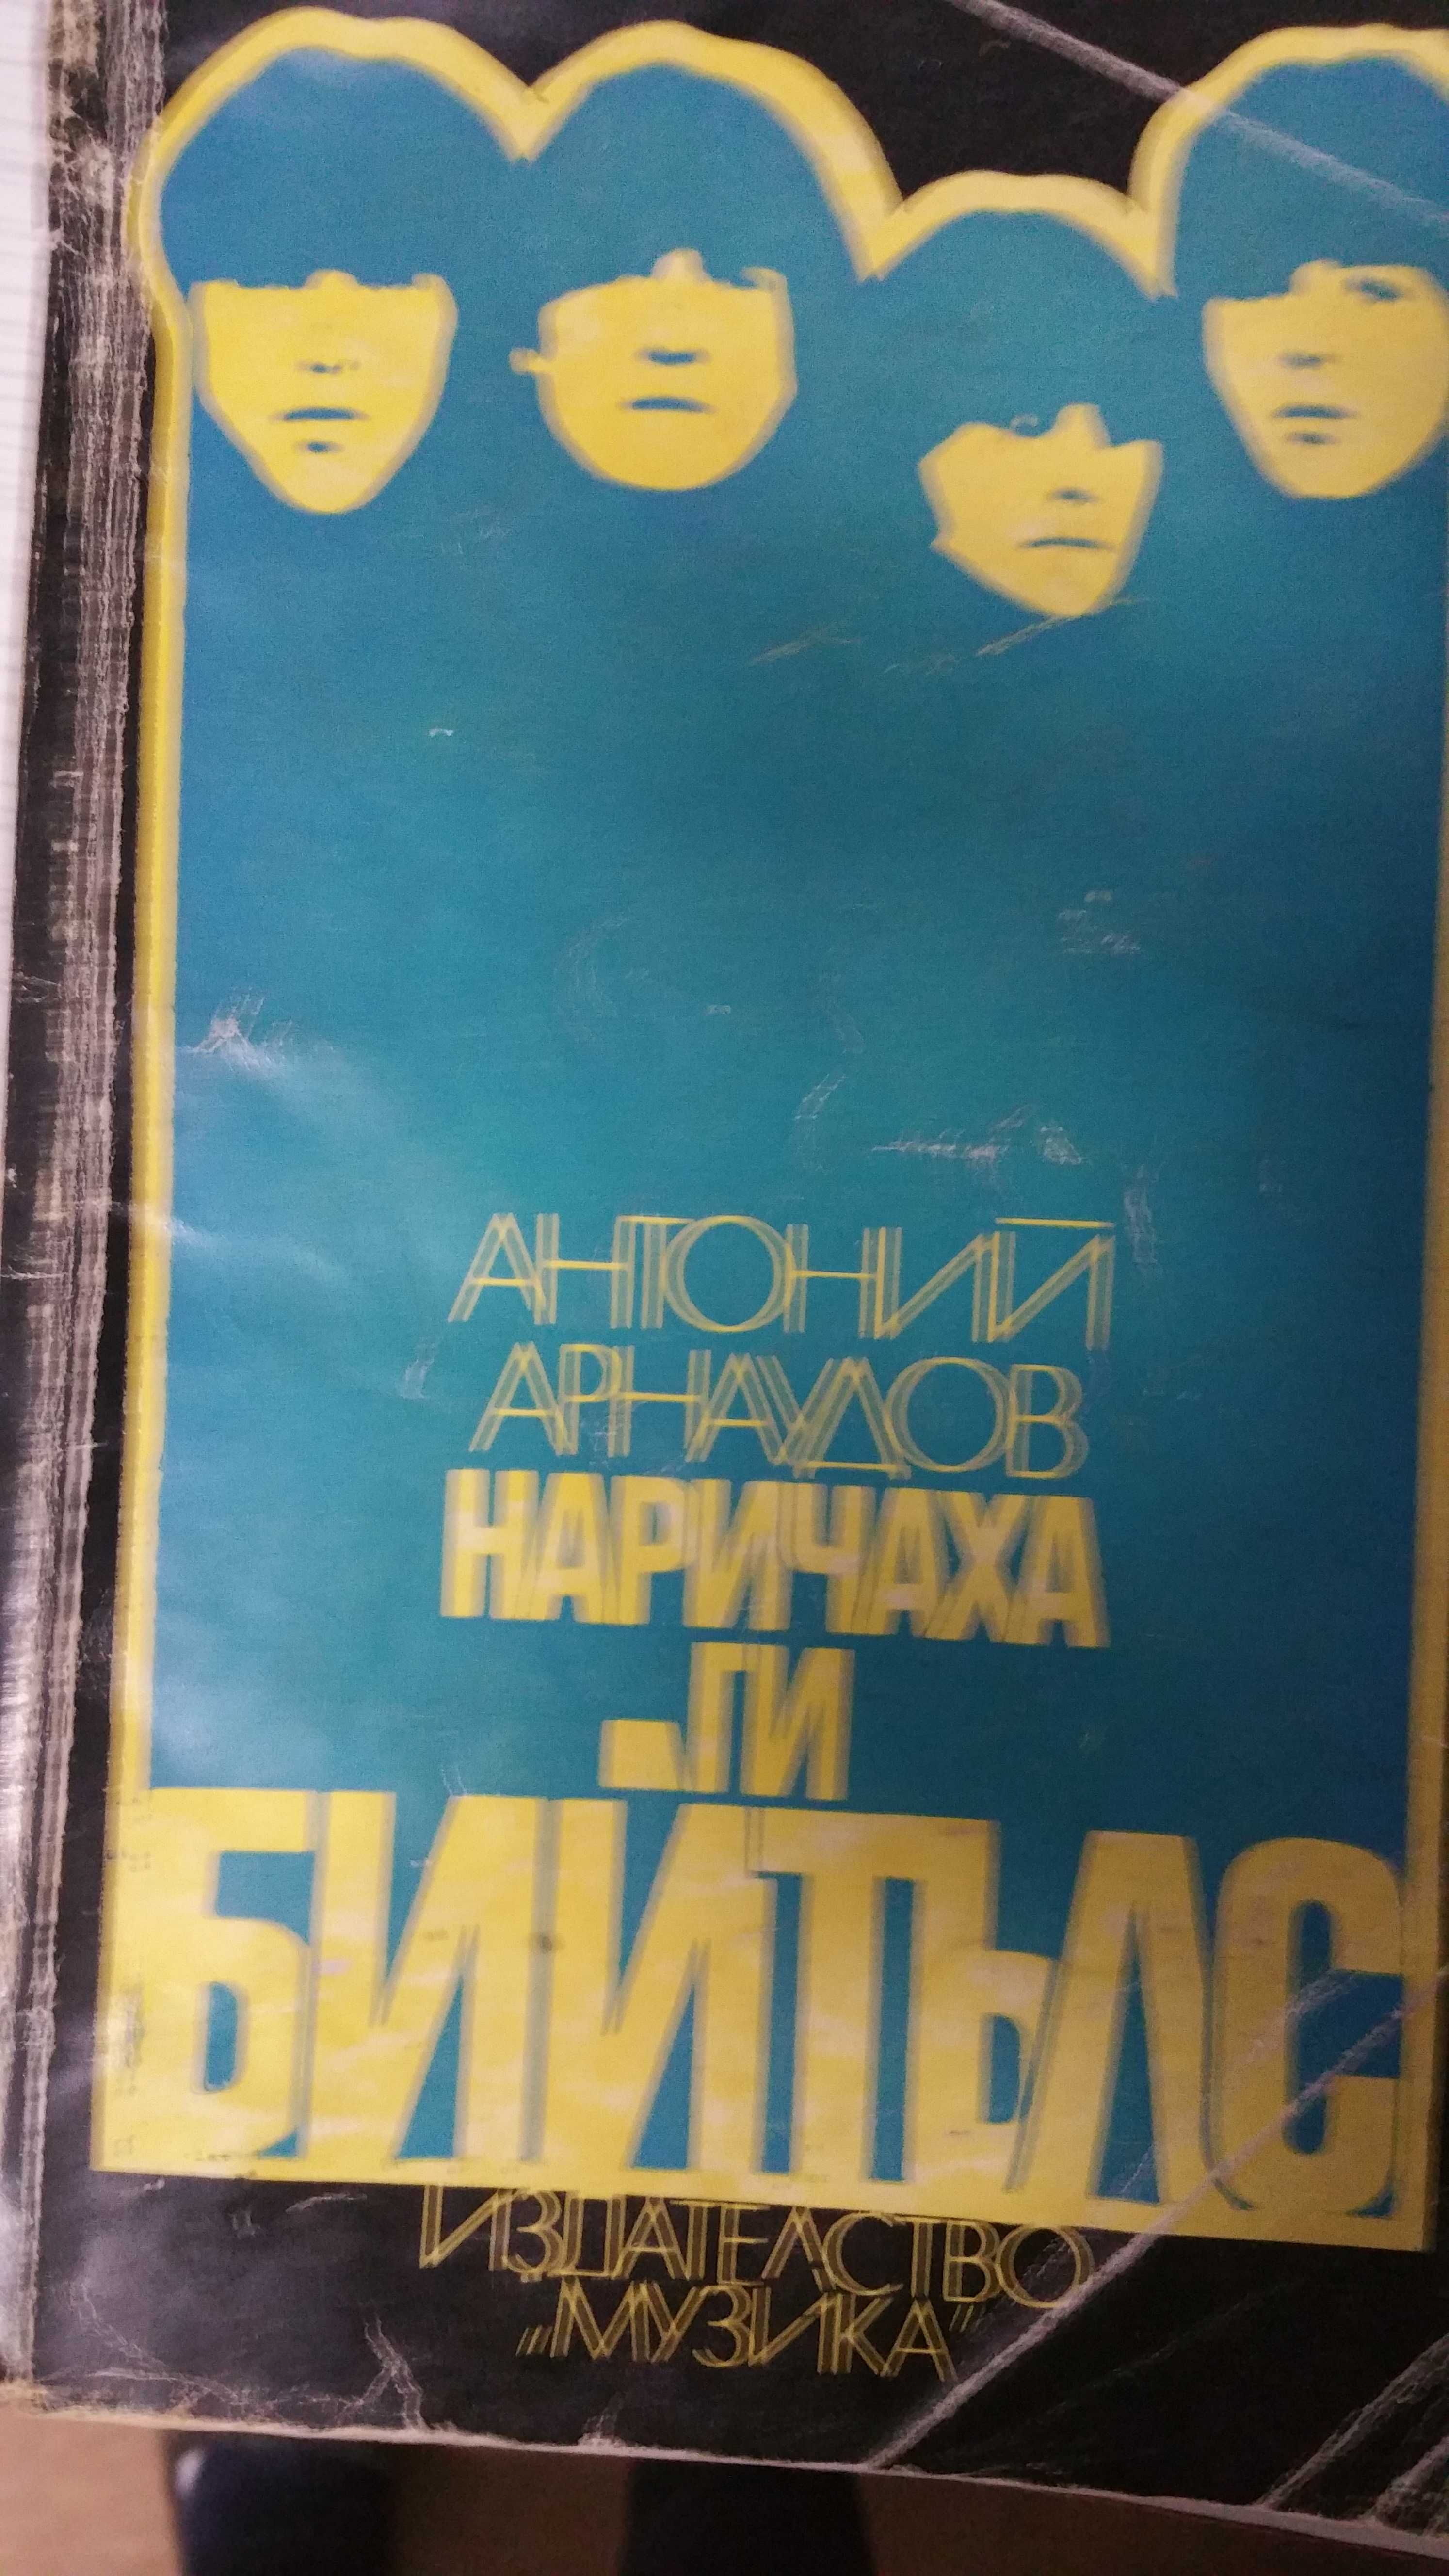 АНТОНИЙ
АРНАУДОВ
НАРИЧАХА
ГИ
БИЙТЪЛС
ИЗДАТЕЛСТВО
„МУЗИКА“